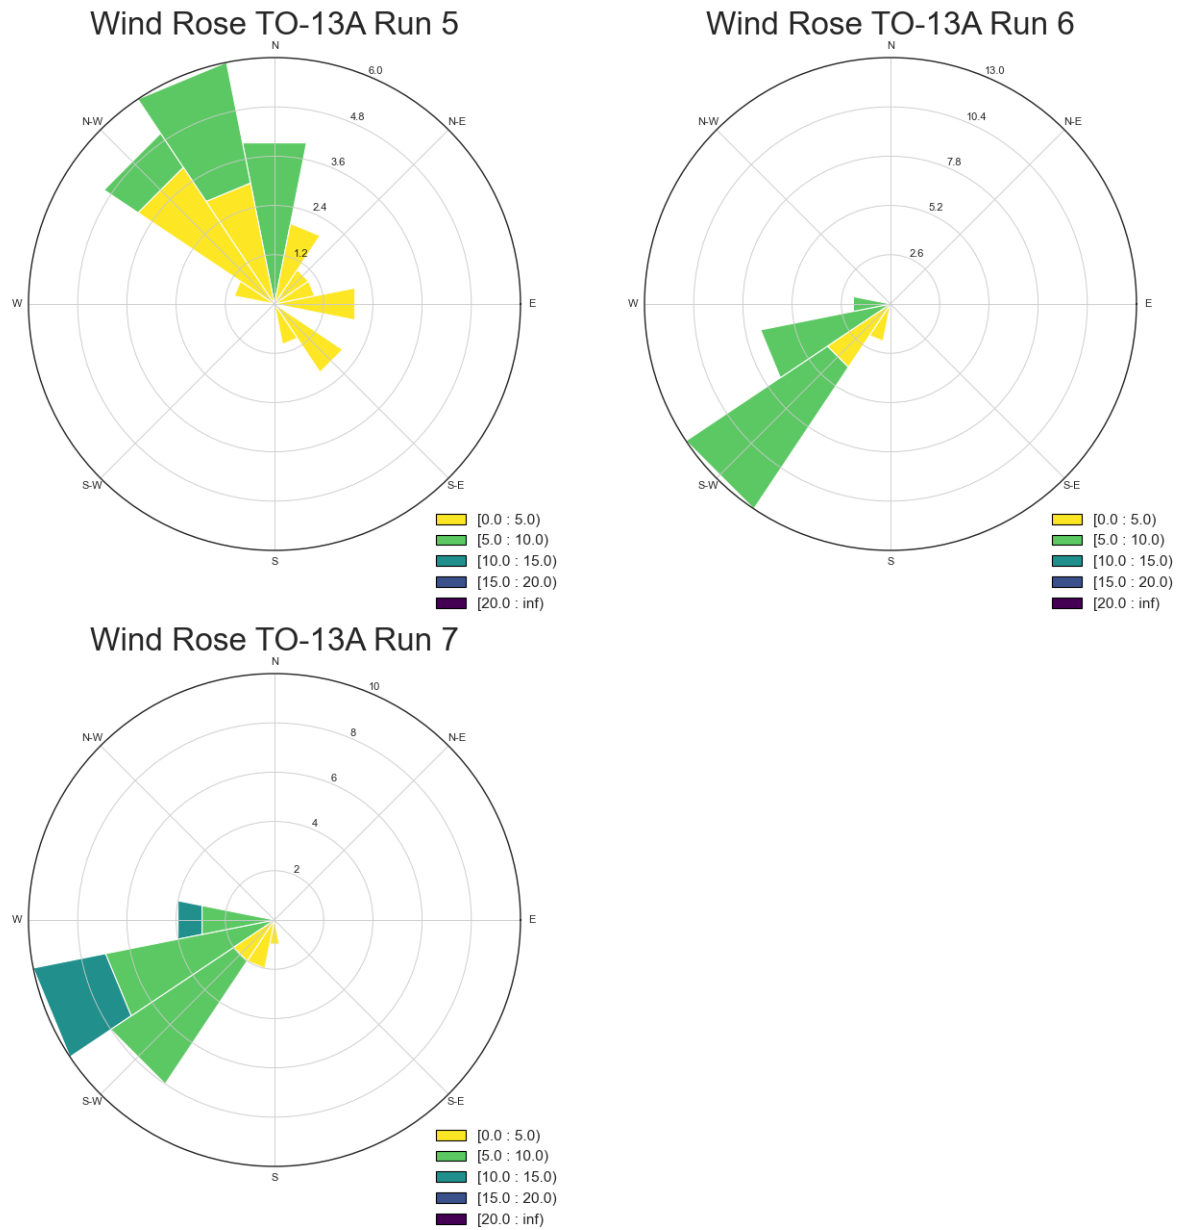 Wind Rose TO-13A Run 5
N
6.0
4.8
N-W
N-E
3.6
2.4
1.2
W
E
S-W
S-E
S
[0.0 : 5.0)
[5.0 : 10.0)
[10.0 : 15.0)
[15.0 : 20.0)
[20.0 : inf)
Wind Rose TO-13A Run 6
N
13.0
10.4
N-W
N-E
7.8
5.2
2.6
W
E
S-W
S-E
S
[0.0 : 5.0)
[5.0 : 10.0)
[10.0 : 15.0)
[15.0 : 20.0)
[20.0 : inf)
Wind Rose TO-13A Run 7
N
10
8
N-W
N-E
6
4
2
W
E
S-W
S-E
S
[0.0 : 5.0)
[5.0 : 10.0)
[10.0 : 15.0)
[15.0 : 20.0)
[20.0 : inf)